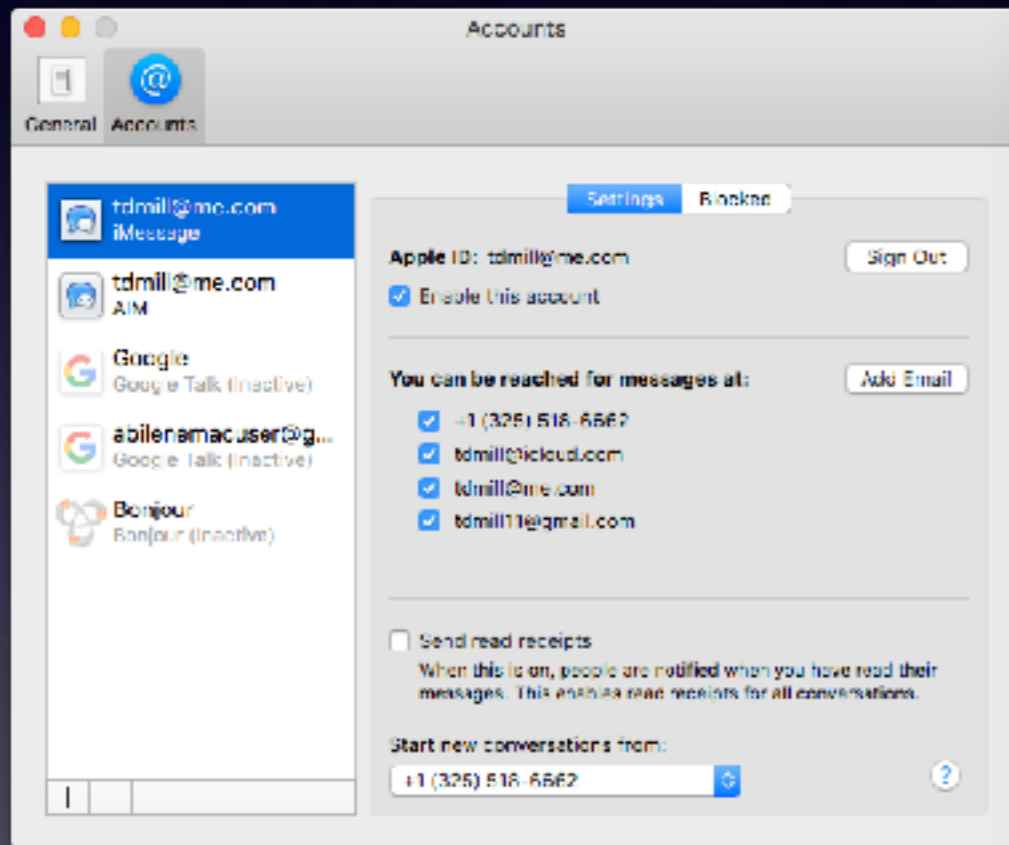 Accounts
General Accounts
tdmill@me.com
iMessage
tdmill@me.com
AIM
Google
Google Talk (Inactive)
abilenemacuser@g...
Google Talk (Inactive)
Bonjour
Bonjour (Inactive)
Settings Blocked
Apple ID: tdmill@me.com
Sign Out
Enable this account
You can be reached for messages at:
Add Email
+1 (325) 518-6662
tdmill@icloud.com
tdmill@me.com
tdmill11@gmail.com
Send read receipts
When this is on, people are notified when you have read their
messages. This enables read receipts for all conversations.
Start new conversations from:
+1 (325) 518-6662
?